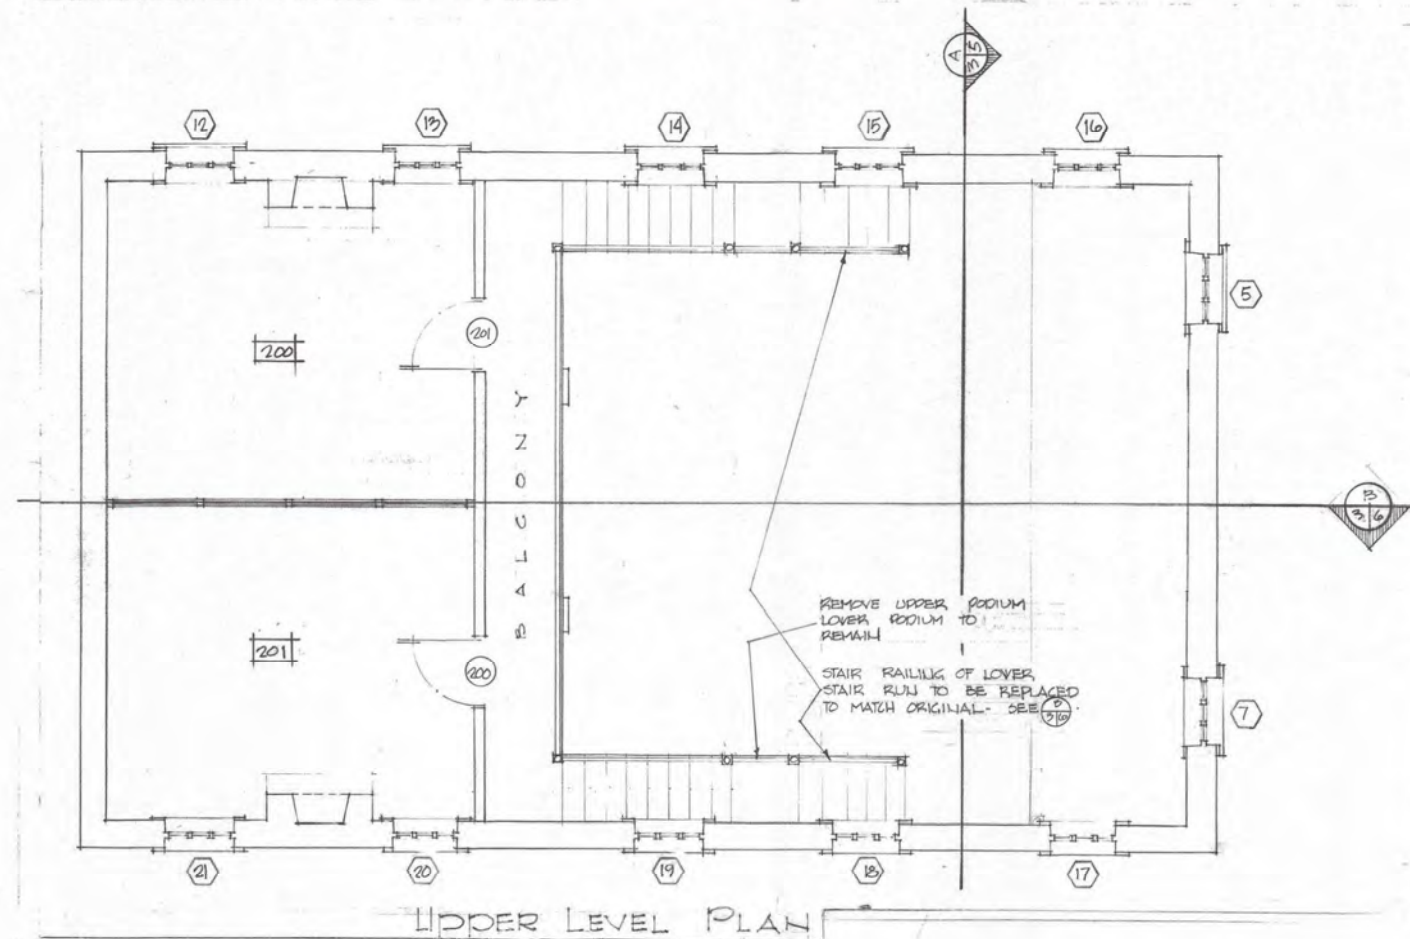 A 5
3
12
13
14
15
16
5
201
200
BALCONY
B
3 6
REMOVE UPPER PODIUM
LOWER PODIUM TO
REMAIN
201
200
STAIR RAILING OF LOWER
STAIR RUN TO BE REPLACED
TO MATCH ORIGINAL- SEE
7
21
20
19
18
17
UPPER LEVEL PLAN